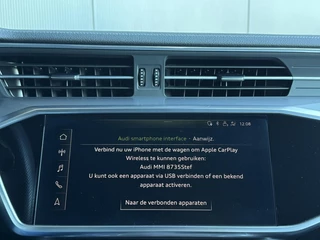 12:08
Audi smartphone interface - Aanwijz.
Verbind nu uw iPhone met de wagen om Apple CarPlay
Wireless te kunnen gebruiken:
Audi MMI 8735Stef
U kunt ook een apparaat via USB verbinden of een bekend
apparaat activeren.
Naar de verbonden apparaten